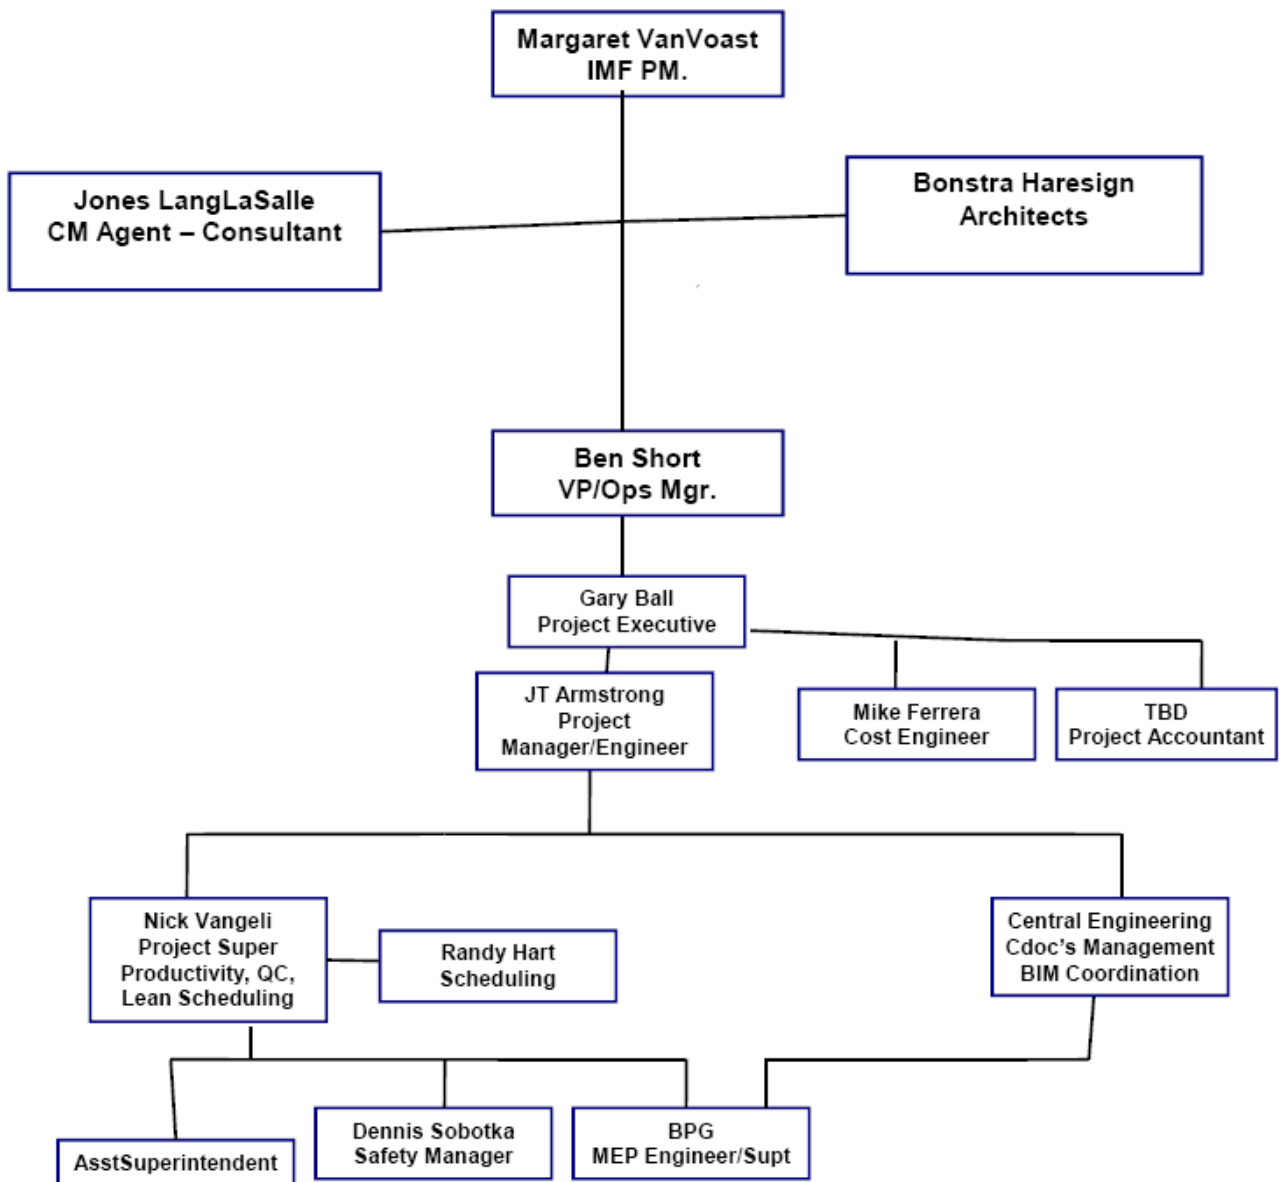 Margaret VanVoast
IMF PM.
Jones LangLaSalle
CM Agent – Consultant
Bonstra Haresign
Architects
Ben Short
VP/Ops Mgr.
Gary Ball
Project Executive
JT Armstrong
Project
Manager/Engineer
Mike Ferrera
Cost Engineer
TBD
Project Accountant
Nick Vangeli
Project Super
Productivity, QC,
Lean Scheduling
Randy Hart
Scheduling
Central Engineering
Cdoc's Management
BIM Coordination
AsstSuperintendent
Dennis Sobotka
Safety Manager
BPG
MEP Engineer/Supt